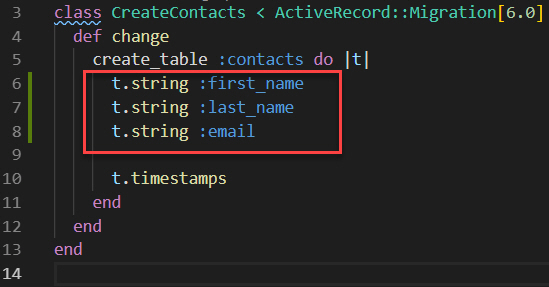 3 class CreateContacts < ActiveRecord::Migration[6.0]
4 def change
5 create_table :contacts do |t|
6 t.string :first_name
7 t.string :last_name
8 t.string :email
9
10 t.timestamps
11 end
12 end
13 end
14